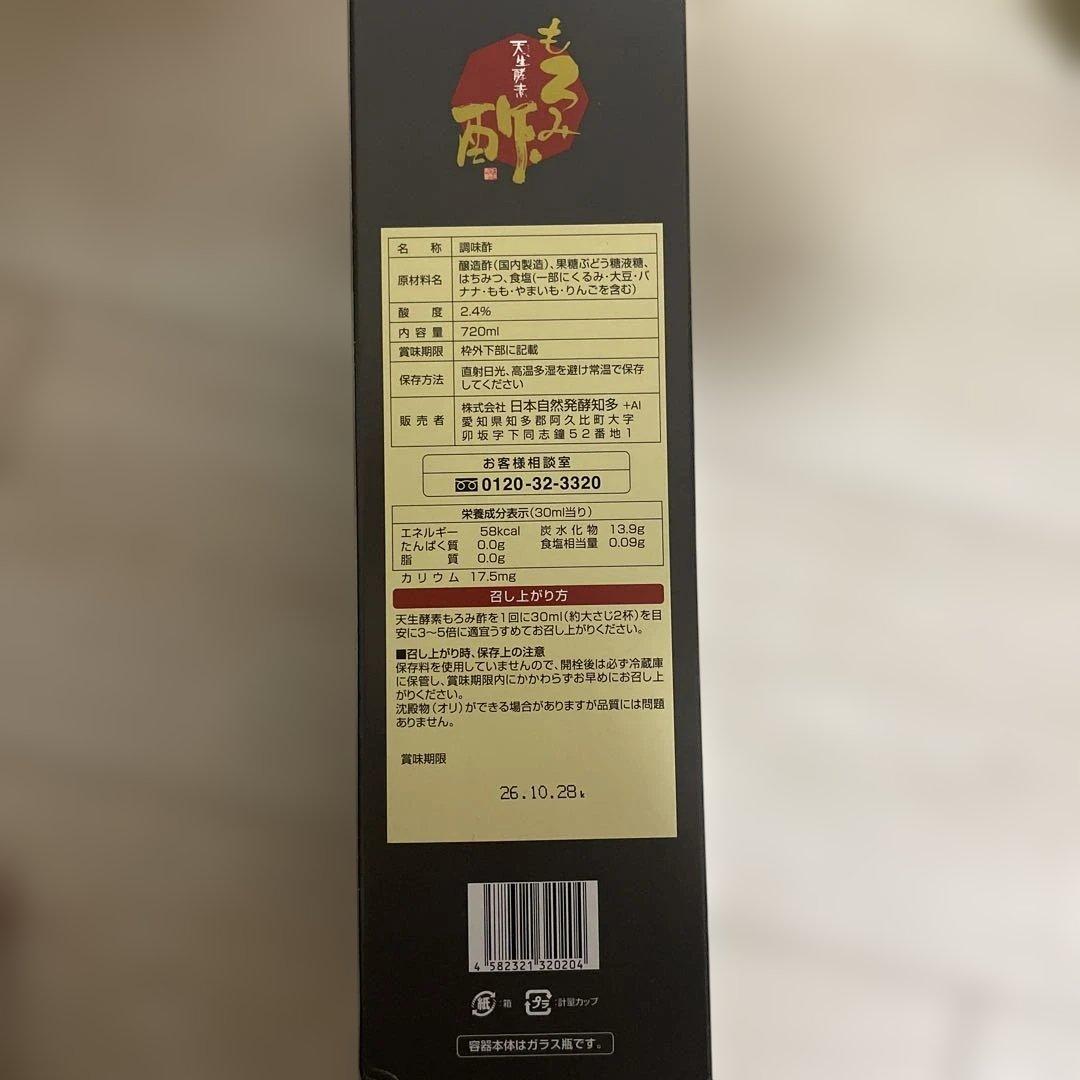 もろみ
天生酵素
酢
名称 調味酢
原材料名 醸造酢(国内製造)、果糖ぶどう糖液糖、
はちみつ、食塩(一部にくるみ・大豆・バ
ナナ・もも・やまいも・りんごを含む)
酸度 2.4%
内容量 720ml
賞味期限 枠外下部に記載
保存方法 直射日光、高温多湿を避け常温で保存
してください
販売者 株式会社 日本自然発酵知多 +AI
愛知県知多郡阿久比町大字
卯坂字下同志鐘52番地1
お客様相談室
0120-32-3320
栄養成分表示(30ml当り)
エネルギー 58kcal 炭水化物 13.9g
たんぱく質 0.0g 食塩相当量 0.09g
脂質 0.0g
カリウム 17.5mg
召し上がり方
天生酵素もろみ酢を1回に30ml(約大さじ2杯)を目
安に3〜5倍に適宜うすめてお召し上がりください。
■召し上がり時、保存上の注意
保存料を使用していませんので、開栓後は必ず冷蔵庫
に保管し、賞味期限内にかかわらずお早めにお召し上
がりください。
沈殿物(オリ)ができる場合がありますが品質には問題
ありません。
賞味期限
26.10.28k
4 582321 320204
紙 :箱 プラ :計量カップ
容器本体はガラス瓶です。